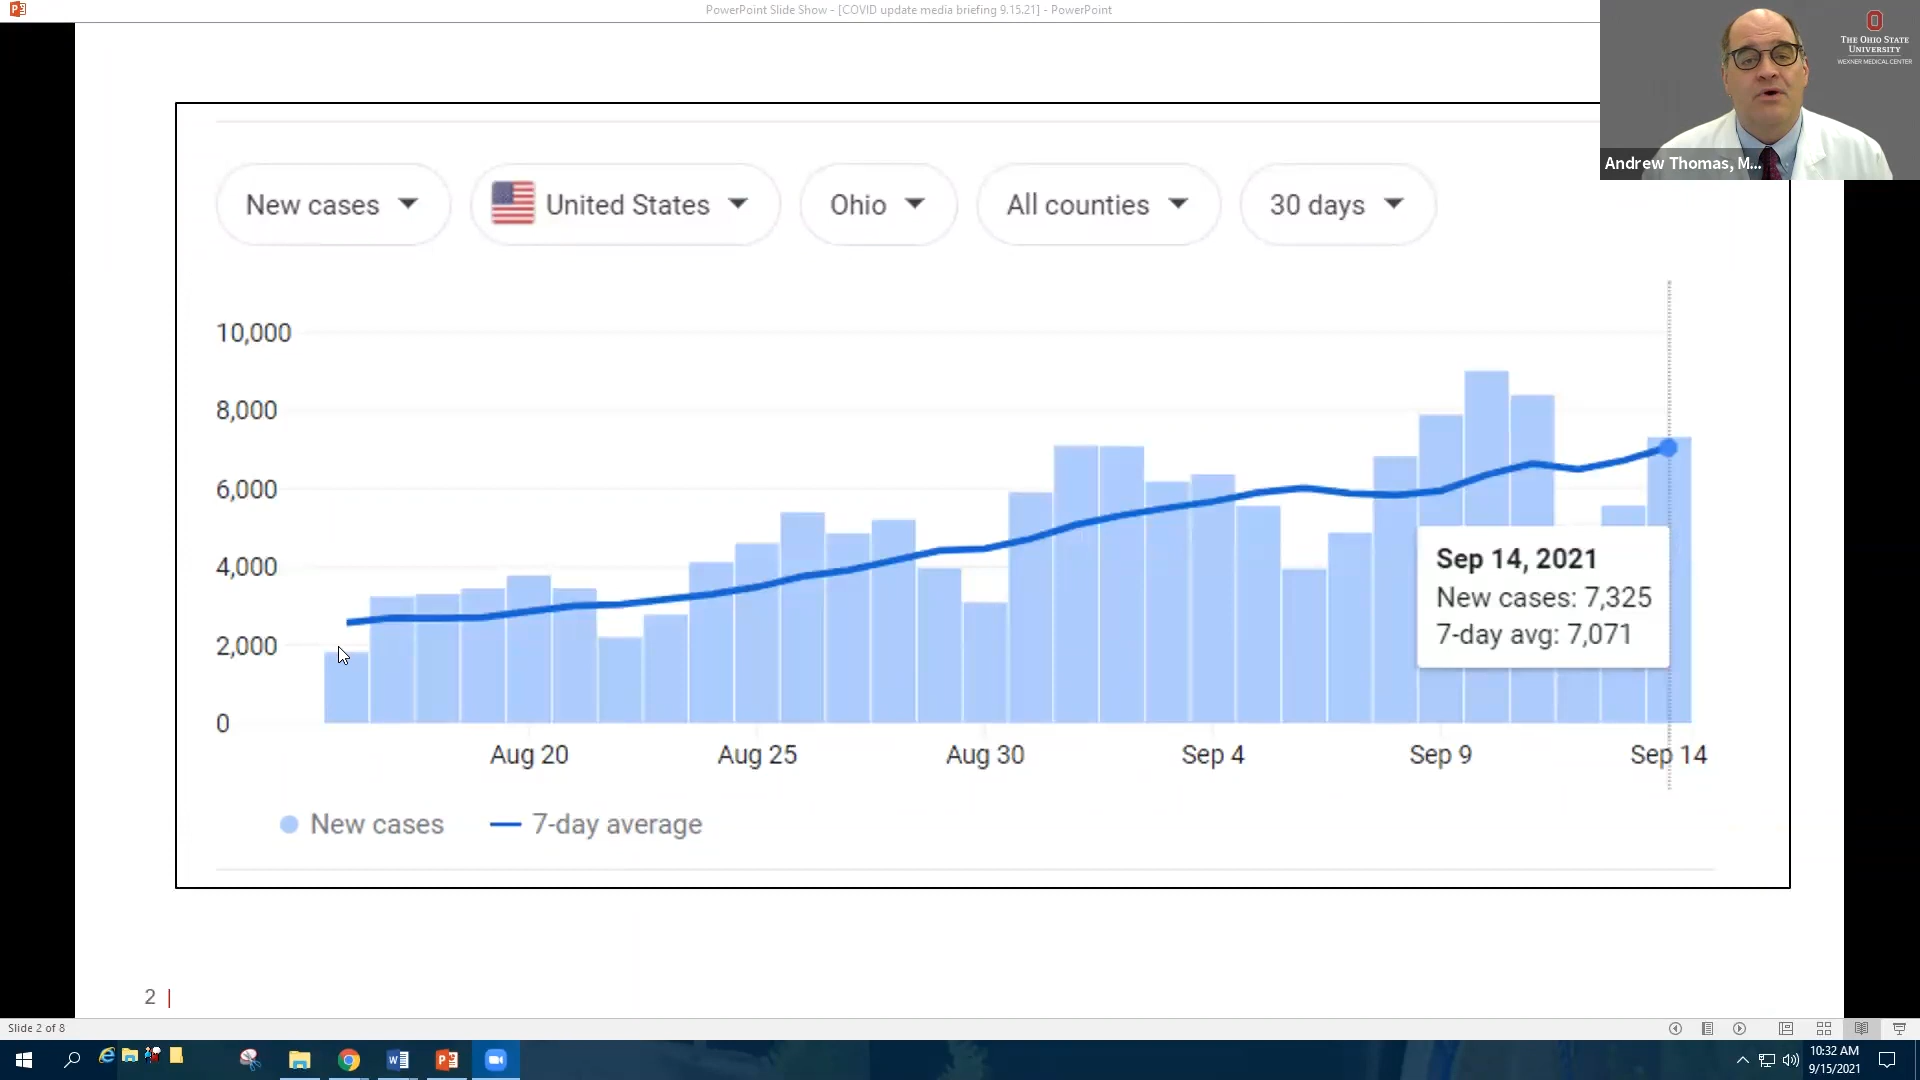 PowerPoint Slide Show - [COVID update media briefing 9.15.21] - PowerPoint
THE OHIO STATE
UNIVERSITY
WEXNER MEDICAL CENTER
Andrew Thomas, M...
New cases
United States
Ohio
All counties
30 days
10,000
8,000
6,000
4,000
2,000
0
Sep 14, 2021
New cases: 7,325
7-day avg: 7,071
Aug 20
Aug 25
Aug 30
Sep 4
Sep 9
Sep 14
New cases
7-day average
2
Slide 2 of 8
10:32 AM
9/15/2021